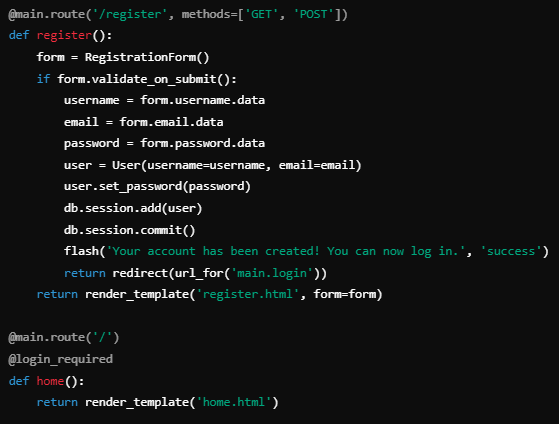 @main.route('/register', methods=['GET', 'POST'])
def register():
    form = RegistrationForm()
    if form.validate_on_submit():
        username = form.username.data
        email = form.email.data
        password = form.password.data
        user = User(username=username, email=email)
        user.set_password(password)
        db.session.add(user)
        db.session.commit()
        flash('Your account has been created! You can now log in.', 'success')
        return redirect(url_for('main.login'))
    return render_template('register.html', form=form)

@main.route('/')
@login_required
def home():
    return render_template('home.html')